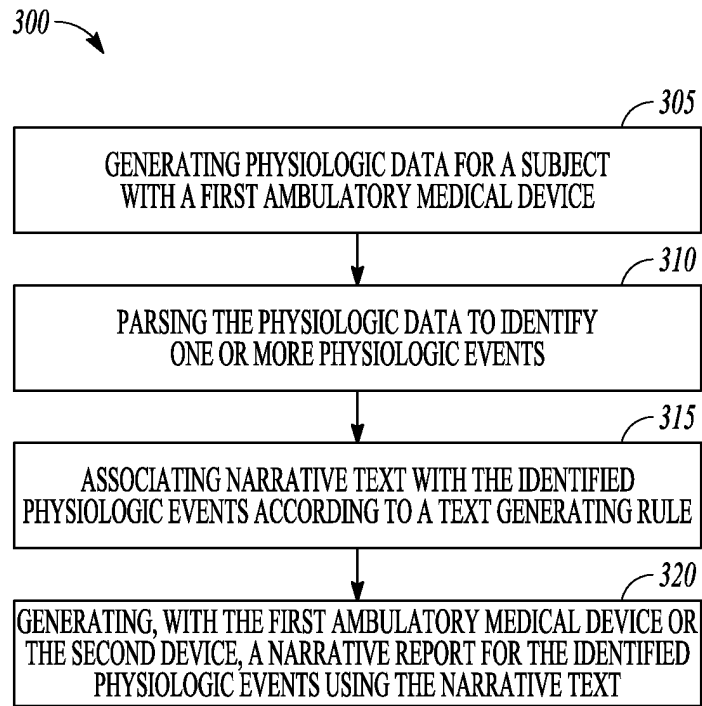 300
305
GENERATING PHYSIOLOGIC DATA FOR A SUBJECT
WITH A FIRST AMBULATORY MEDICAL DEVICE
310
PARSING THE PHYSIOLOGIC DATA TO IDENTIFY
ONE OR MORE PHYSIOLOGIC EVENTS
315
ASSOCIATING NARRATIVE TEXT WITH THE IDENTIFIED
PHYSIOLOGIC EVENTS ACCORDING TO A TEXT GENERATING RULE
320
GENERATING, WITH THE FIRST AMBULATORY MEDICAL DEVICE OR
THE SECOND DEVICE, A NARRATIVE REPORT FOR THE IDENTIFIED
PHYSIOLOGIC EVENTS USING THE NARRATIVE TEXT